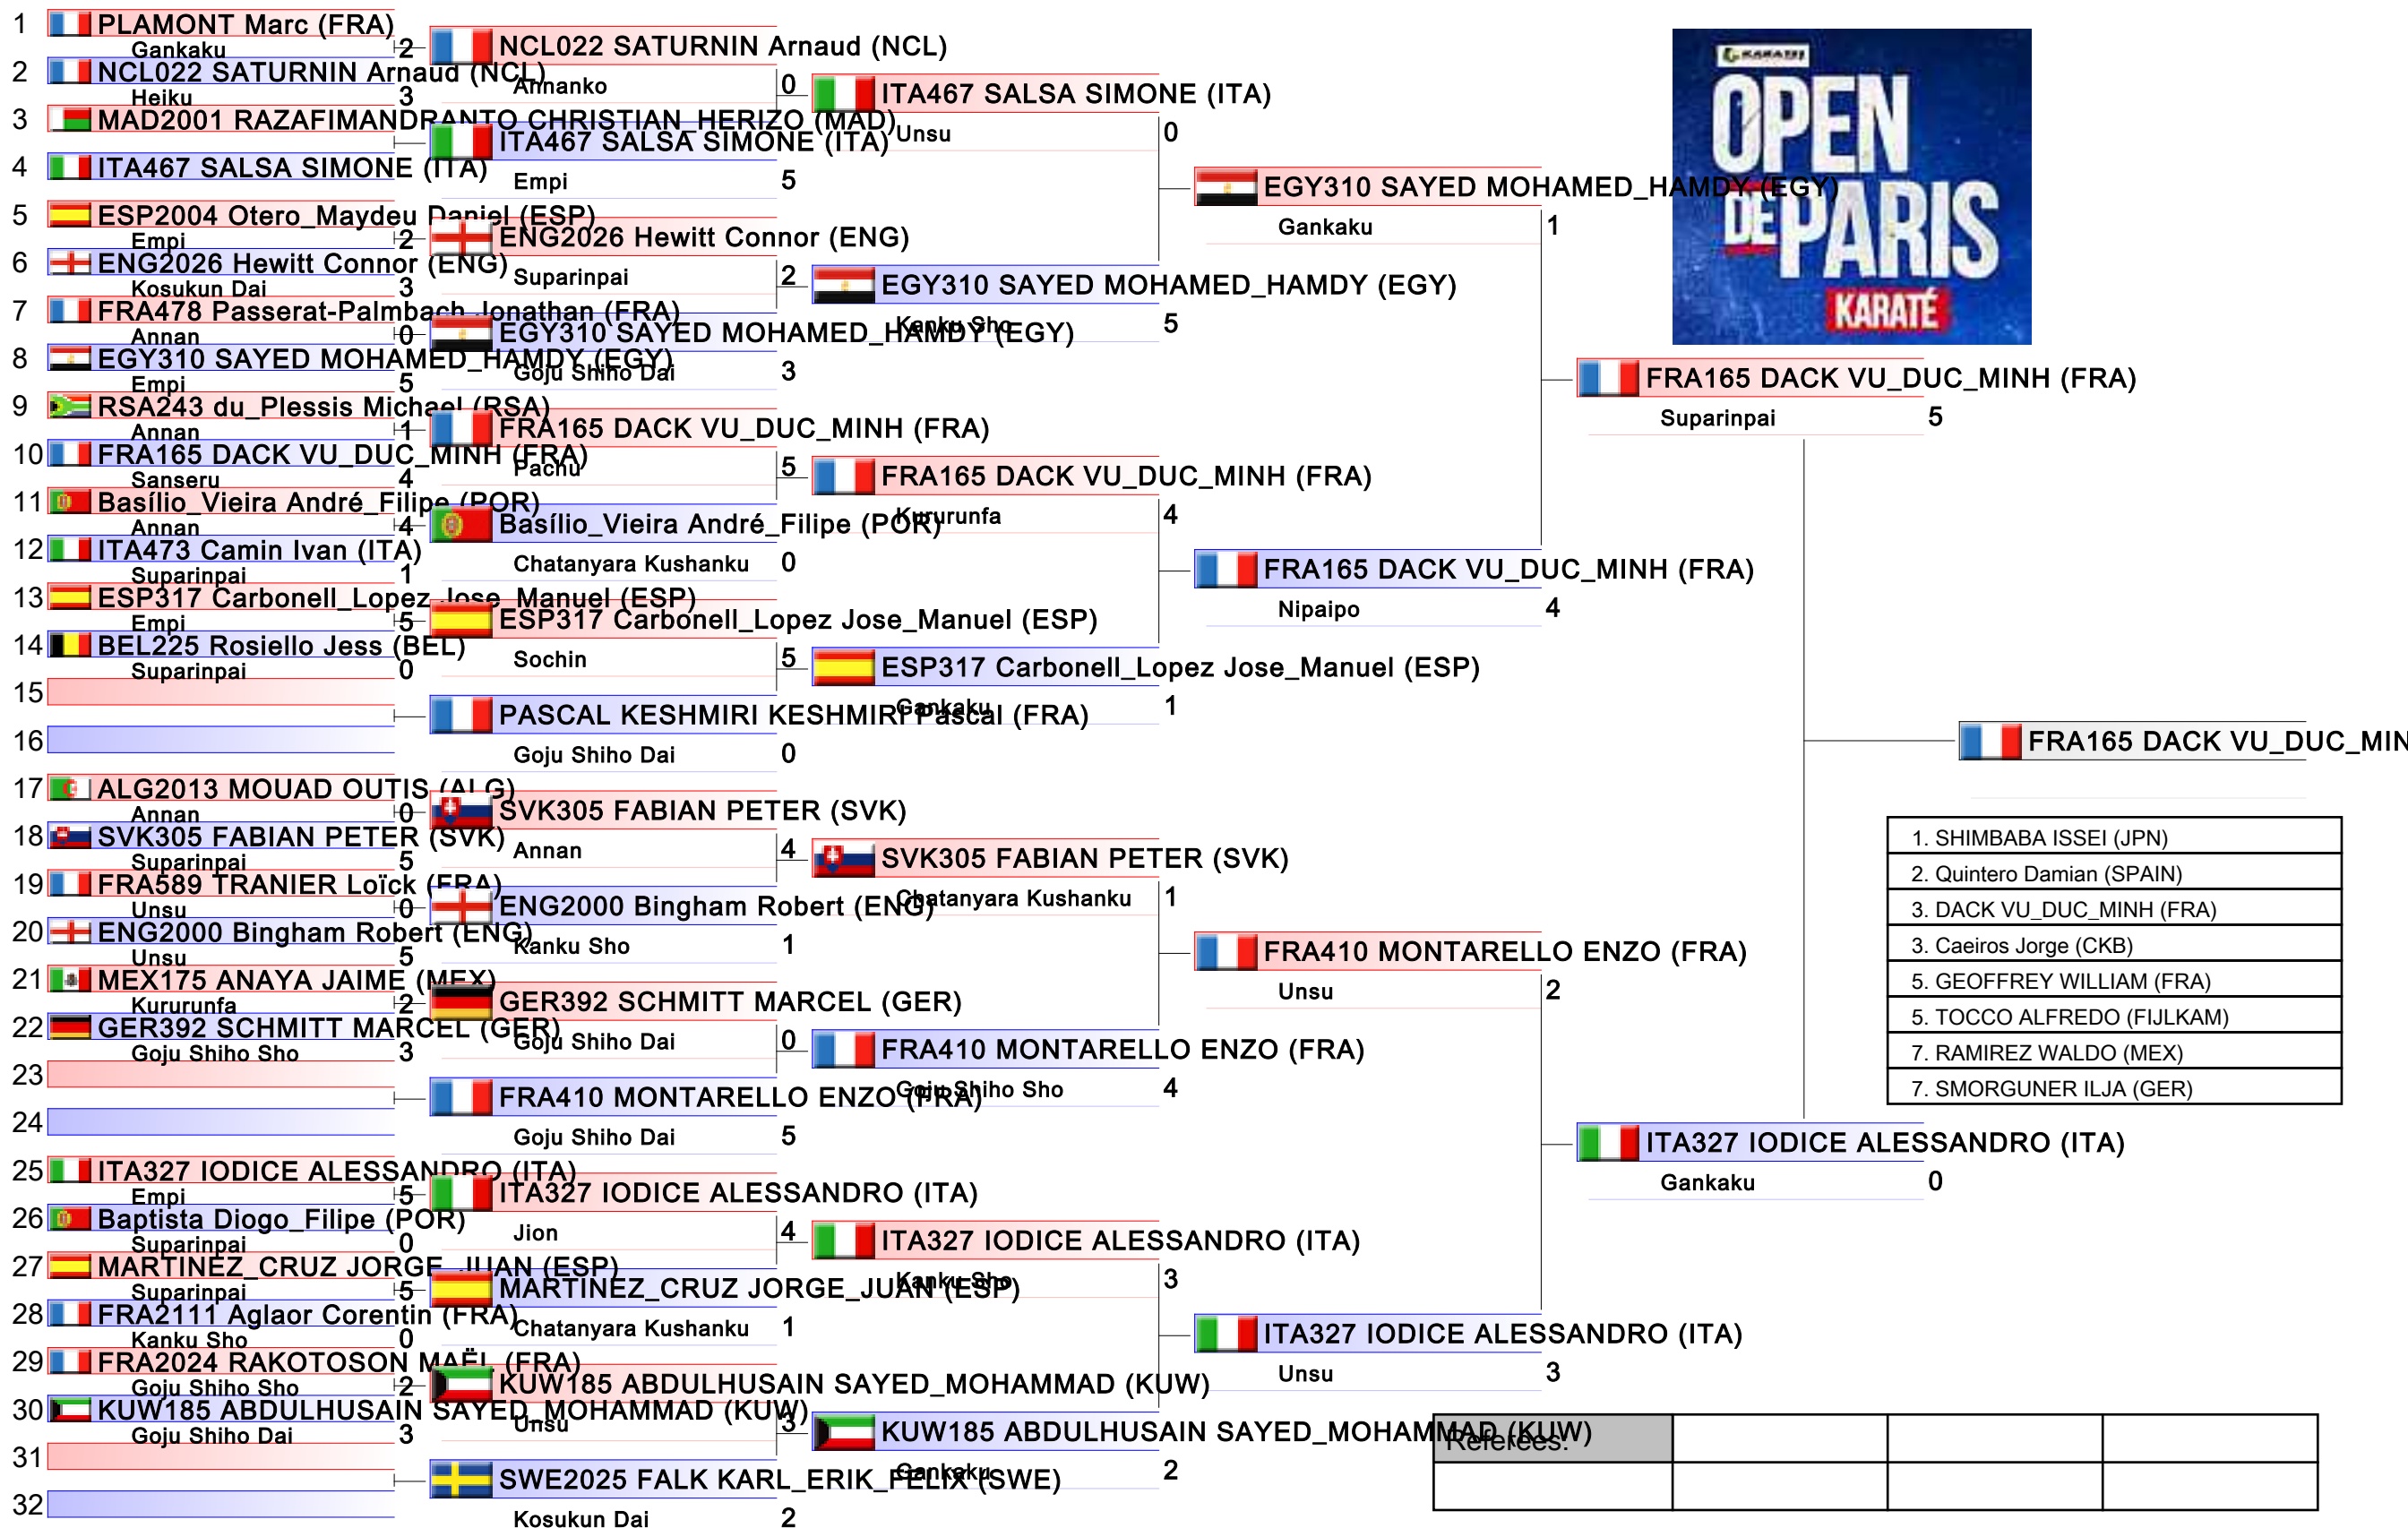 1 PLAMONT Marc (FRA)
Gankaku 2
2 NCL022 SATURNIN Arnaud (NCL)
Heiku 3
3 MAD2001 RAZAFIMANDRANTO CHRISTIAN_HERIZO (MAD)
4 ITA467 SALSA SIMONE (ITA)
5 ESP2004 Otero_Maydeu Daniel (ESP)
Empi 2
6 ENG2026 Hewitt Connor (ENG)
Kosukun Dai 3
7 FRA478 Passerat-Palmbach Jonathan (FRA)
Annan 0
8 EGY310 SAYED MOHAMED_HAMDY (EGY)
Empi 5
9 RSA243 du_Plessis Michael (RSA)
Annan 1
10 FRA165 DACK VU_DUC_MINH (FRA)
Sanseru 4
11 Basílio_Vieira André_Filipe (POR)
Annan 4
12 ITA473 Camin Ivan (ITA)
Suparinpai 1
13 ESP317 Carbonell_Lopez Jose_Manuel (ESP)
Empi 5
14 BEL225 Rosiello Jess (BEL)
Suparinpai 0
15
16
17 ALG2013 MOUAD OUTIS (ALG)
Annan 0
18 SVK305 FABIAN PETER (SVK)
Suparinpai 5
19 FRA589 TRANIER Loïck (FRA)
Unsu 0
20 ENG2000 Bingham Robert (ENG)
Unsu 5
21 MEX175 ANAYA JAIME (MEX)
Kururunfa 2
22 GER392 SCHMITT MARCEL (GER)
Goju Shiho Sho 3
23
24
25 ITA327 IODICE ALESSANDRO (ITA)
Empi 5
26 Baptista Diogo_Filipe (POR)
Suparinpai 0
27 MARTINEZ_CRUZ JORGE_JUAN (ESP)
Suparinpai 5
28 FRA2111 Aglaor Corentin (FRA)
Kanku Sho 0
29 FRA2024 RAKOTOSON MAËL (FRA)
Goju Shiho Sho 2
30 KUW185 ABDULHUSAIN SAYED_MOHAMMAD (KUW)
Goju Shiho Dai 3
31
32
NCL022 SATURNIN Arnaud (NCL)
Annanko 0
ITA467 SALSA SIMONE (ITA)
Empi 5
ENG2026 Hewitt Connor (ENG)
Suparinpai 2
EGY310 SAYED MOHAMED_HAMDY (EGY)
Goju Shiho Dai 3
FRA165 DACK VU_DUC_MINH (FRA)
Pachu 5
Basílio_Vieira André_Filipe (POR)
Chatanyara Kushanku 0
ESP317 Carbonell_Lopez Jose_Manuel (ESP)
Sochin 5
PASCAL KESHMIRI KESHMIRI Pascal (FRA)
Goju Shiho Dai 0
SVK305 FABIAN PETER (SVK)
Annan 4
ENG2000 Bingham Robert (ENG)
Kanku Sho 1
GER392 SCHMITT MARCEL (GER)
Goju Shiho Dai 0
FRA410 MONTARELLO ENZO (FRA)
Goju Shiho Dai 5
ITA327 IODICE ALESSANDRO (ITA)
Jion 4
MARTINEZ_CRUZ JORGE_JUAN (ESP)
Chatanyara Kushanku 1
KUW185 ABDULHUSAIN SAYED_MOHAMMAD (KUW)
Unsu 3
SWE2025 FALK KARL_ERIK_FELIX (SWE)
Kosukun Dai 2
ITA467 SALSA SIMONE (ITA)
Unsu 0
EGY310 SAYED MOHAMED_HAMDY (EGY)
Kanku Sho 5
FRA165 DACK VU_DUC_MINH (FRA)
Kururunfa 4
ESP317 Carbonell_Lopez Jose_Manuel (ESP)
Gankaku 1
SVK305 FABIAN PETER (SVK)
Chatanyara Kushanku 1
FRA410 MONTARELLO ENZO (FRA)
Goju Shiho Sho 4
ITA327 IODICE ALESSANDRO (ITA)
Kanku Sho 3
KUW185 ABDULHUSAIN SAYED_MOHAMMAD (KUW)
Gankaku 2
EGY310 SAYED MOHAMED_HAMDY (EGY)
Gankaku 1
FRA165 DACK VU_DUC_MINH (FRA)
Nipaipo 4
FRA410 MONTARELLO ENZO (FRA)
Unsu 2
ITA327 IODICE ALESSANDRO (ITA)
Unsu 3
KARATE1
OPEN
DE PARIS
KARATÉ
FRA165 DACK VU_DUC_MINH (FRA)
Suparinpai 5
ITA327 IODICE ALESSANDRO (ITA)
Gankaku 0
FRA165 DACK VU_DUC_MIN
1. SHIMBABA ISSEI (JPN)
2. Quintero Damian (SPAIN)
3. DACK VU_DUC_MINH (FRA)
3. Caeiros Jorge (CKB)
5. GEOFFREY WILLIAM (FRA)
5. TOCCO ALFREDO (FIJLKAM)
7. RAMIREZ WALDO (MEX)
7. SMORGUNER ILJA (GER)
Referees: